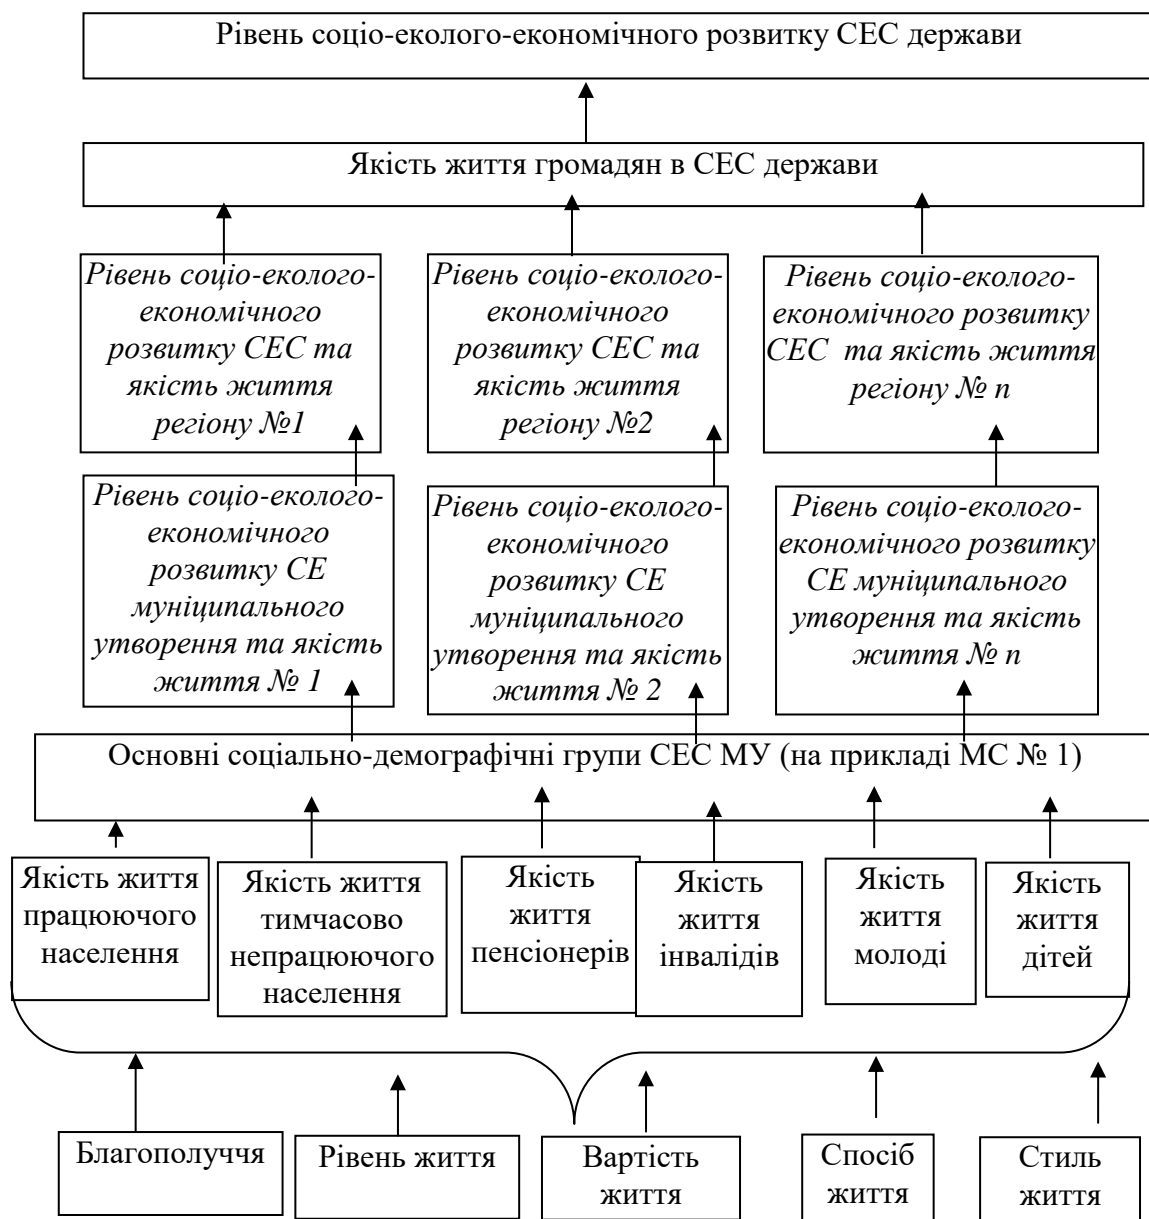 Рівень соціо-еколого-економічного розвитку СЕС держави
Якість життя громадян в СЕС держави
Рівень соціо-еколого-
економічного
розвитку СЕС та
якість життя
регіону №1
Рівень соціо-еколого-
економічного
розвитку СЕС та
якість життя
регіону №2
Рівень соціо-еколого-
економічного розвитку
СЕС та якість життя
регіону № n
Рівень соціо-еколого-
економічного
розвитку СЕ
муніципального
утворення та якість
життя № 1
Рівень соціо-еколого-
економічного
розвитку СЕ
муніципального
утворення та якість
життя № 2
Рівень соціо-еколого-
економічного розвитку
СЕ муніципального
утворення та якість
життя № n
Основні соціально-демографічні групи СЕС МУ (на прикладі МС № 1)
Якість життя
працюючого
населення
Якість життя
тимчасово
непрацюючого
населення
Якість
життя
пенсіонерів
Якість
життя
інвалідів
Якість
життя
молоді
Якість
життя
дітей
Благополуччя
Рівень життя
Вартість
життя
Спосіб
життя
Стиль
життя